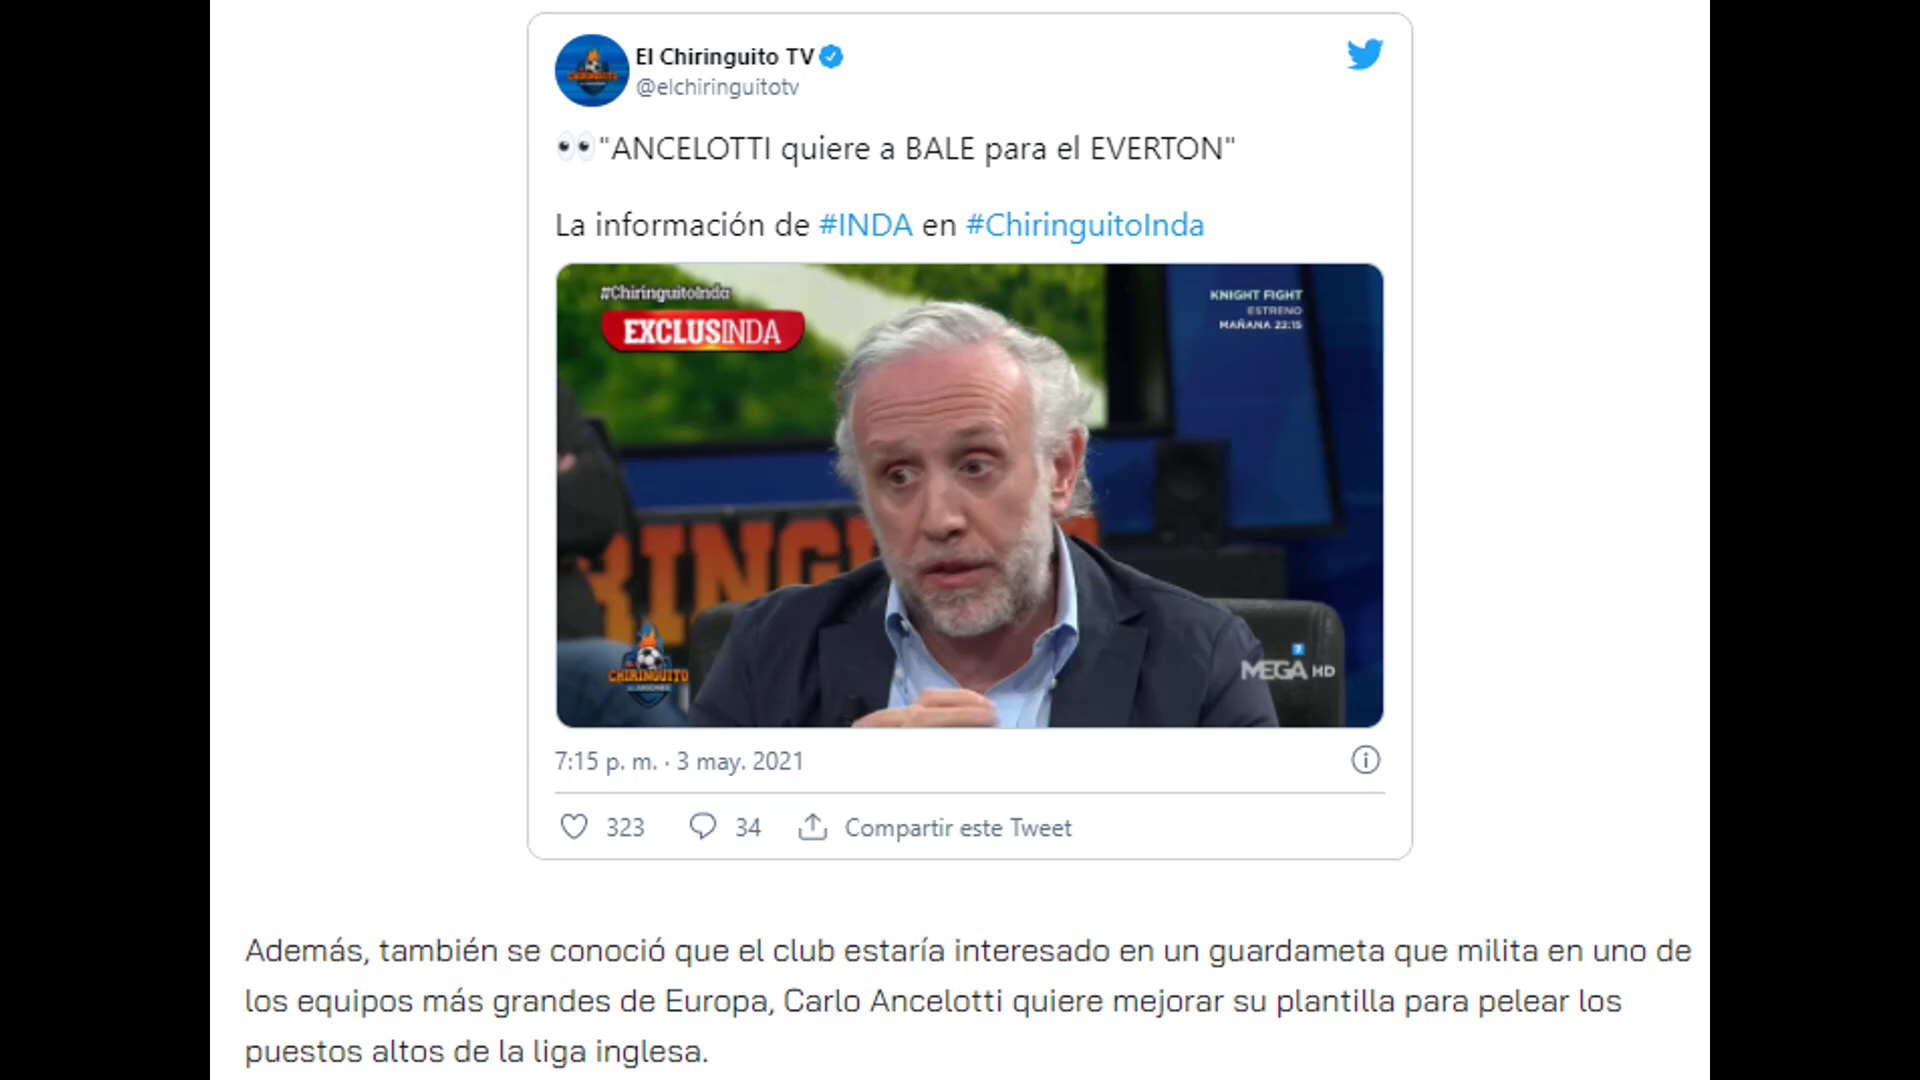 El Chiringuito TV
@elchiringuitotv
👀"ANCELOTTI quiere a BALE para el EVERTON"
La información de #INDA en #ChiringuitoInda
#ChiringuitoInda
EXCLUSINDA
KNIGHT FIGHT
ESTRENO
MAÑANA 22:15
RINGU
CHIRINGUITO
7
MEGA HD
7:15 p. m. · 3 may. 2021
323 34 Compartir este Tweet
Además, también se conoció que el club estaría interesado en un guardameta que milita en uno de
los equipos más grandes de Europa, Carlo Ancelotti quiere mejorar su plantilla para pelear los
puestos altos de la liga inglesa.